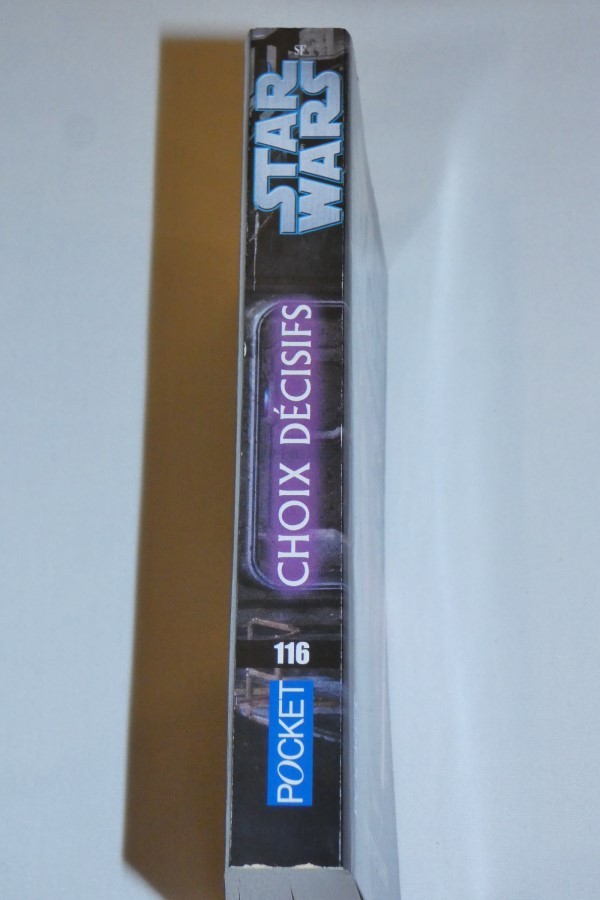 SF
STAR
WARS
CHOIX DÉCISIFS
116
POCKET